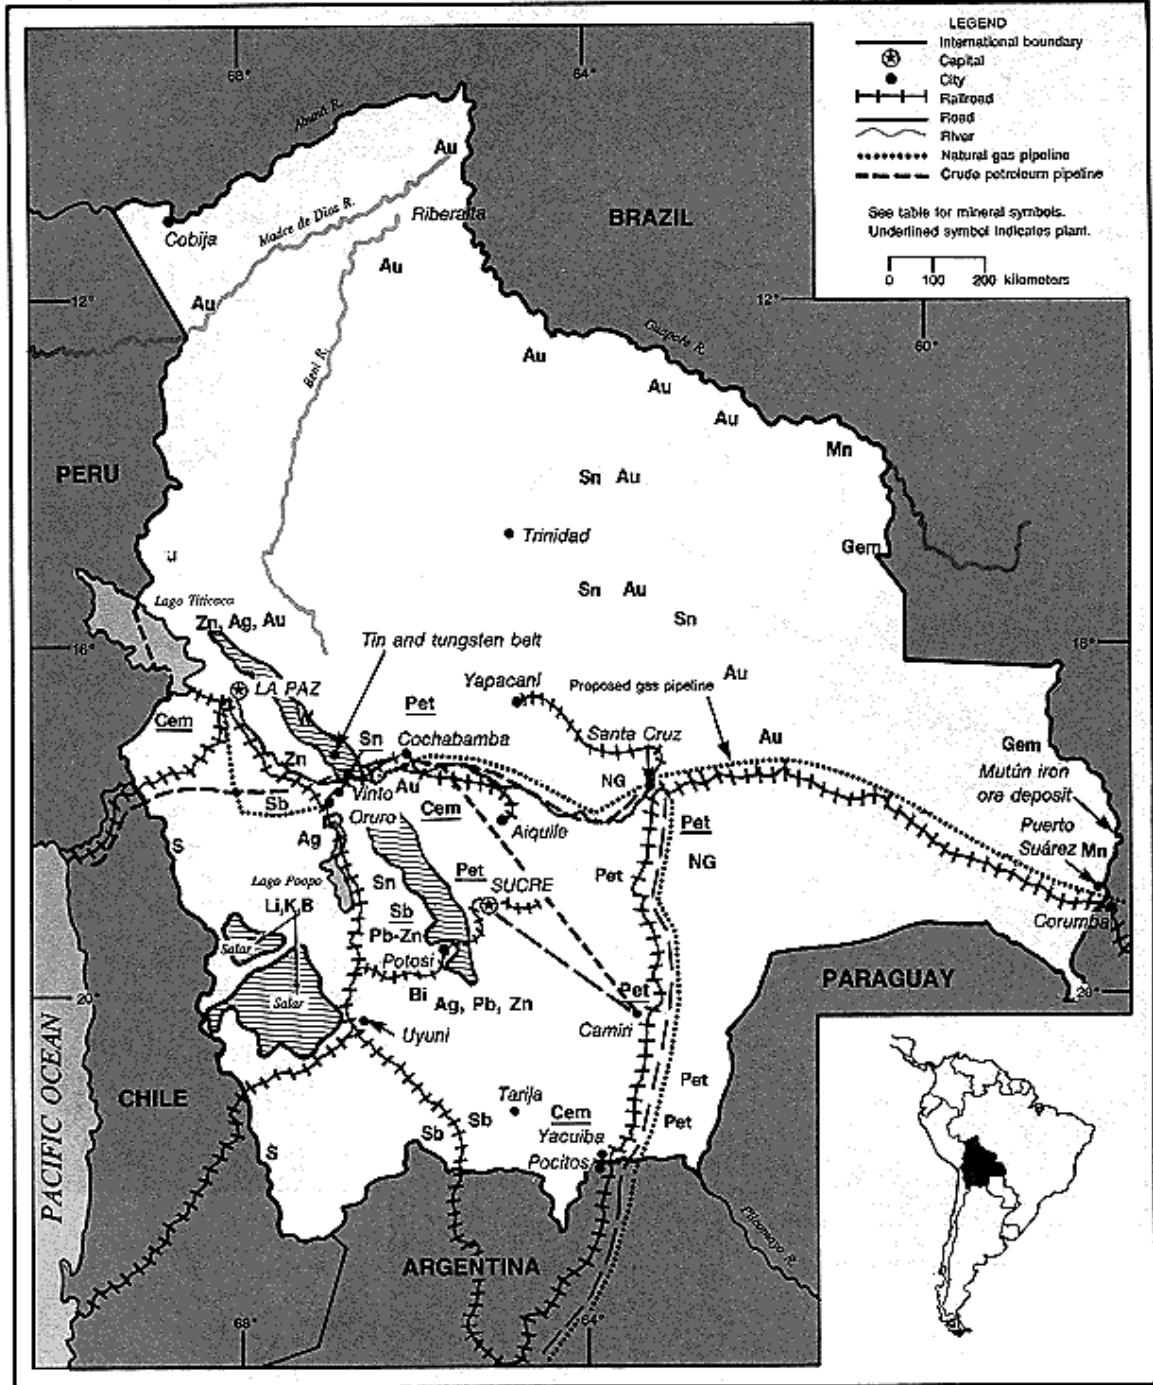 LEGEND
International boundary
Capital
City
Railroad
Road
River
Natural gas pipeline
Crude petroleum pipeline
See table for mineral symbols.
Underlined symbol indicates plant.
0 100 200 kilometers
68°
64°
Abuná R.
Au
Madre de Dios R.
Riberalta
BRAZIL
Cobija
Au
12°
Au
12°
Guapore R.
60°
Beni R.
Au
Au
Au
Mn
PERU
Sn Au
Trinidad
U
Gem
Lago Titicaca
Sn Au
Zn, Ag, Au
Sn
Tin and tungsten belt
18°
16°
LA PAZ
Yapacani
Au
Proposed gas pipeline
W
Cem
Pet
Santa Cruz
Sn
Cochabamba
Au
Gem
Zn
NG
Mutún iron
ore deposit
Au
Vinto
Sb
Cem
Oruro
Aiquile
Pet
Puerto
Suárez Mn
Ag
S
NG
Lago Poopo
Sn
Pet
Pet
SUCRE
Li,K,B
Sb
Corumba
Salar
Pb-Zn
Potosi
PARAGUAY
Salar
Bi
Ag, Pb, Zn
Pet
20°
20°
Uyuni
Camiri
PACIFIC OCEAN
CHILE
Tarija
Pet
Cem
Pet
Sb
Sb
S
Yacuiba
Pocitos
Pilcomayo R.
ARGENTINA
68°
64°